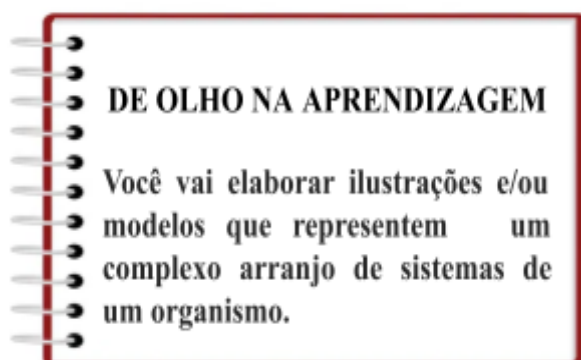 DE OLHO NA APRENDIZAGEM
Você vai elaborar ilustrações e/ou
modelos que representem um
complexo arranjo de sistemas de
um organismo.